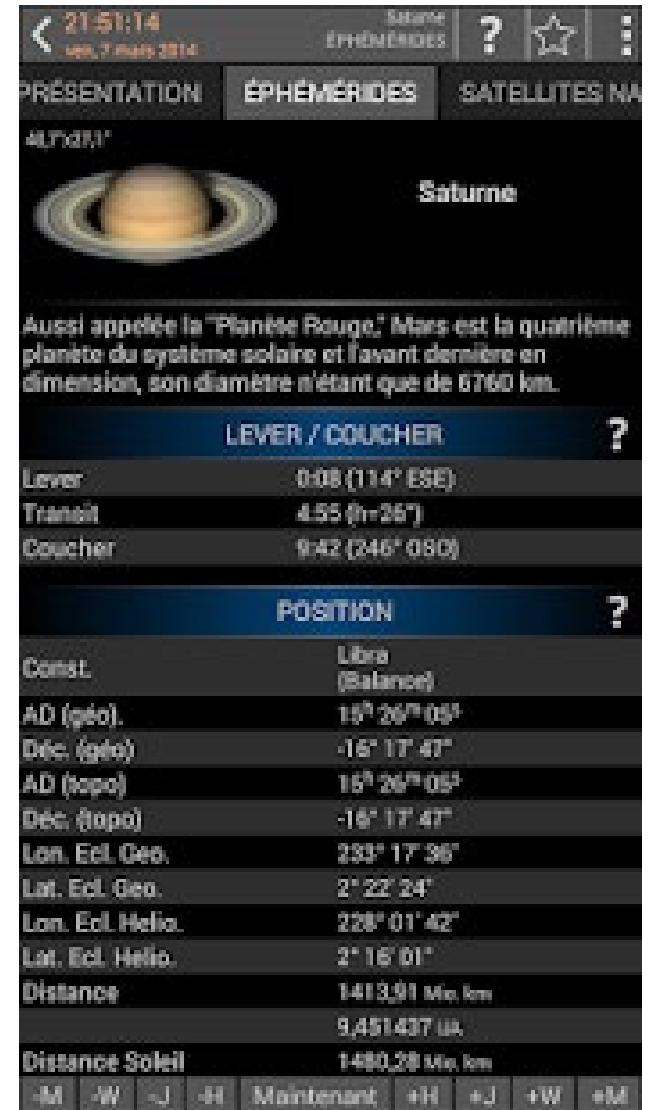 21:51:14
Saturne
ven, 7 mars 2014
ÉPHÉMÉRIDES
?
PRÉSENTATION ÉPHÉMÉRIDES SATELLITES NA
Saturne
Aussi appelée la "Planète Rouge," Mars est la quatrième
planète du système solaire et l'avant dernière en
dimension, son diamètre n'étant que de 6760 km.
LEVER / COUCHER ?
Lever 0:08 (114° ESE)
Transit 4:55 (h=26°)
Coucher 9:42 (246° OSO)
POSITION ?
Const. Libra
(Balance)
AD (géo). 15h 26m 05s
Déc. (géo) -16° 17' 47"
AD (topo) 15h 26m 05s
Déc. (topo) -16° 17' 47"
Lon. Ecl. Geo. 233° 17' 36"
Lat. Ecl. Geo. 2° 22' 24"
Lon. Ecl. Helio. 228° 01' 42"
Lat. Ecl. Helio. 2° 16' 01"
Distance 1413,91 Mio. km
9,451437 UA
Distance Soleil 1480,28 Mio. km
-M -W -J -H Maintenant +H +J +W +M